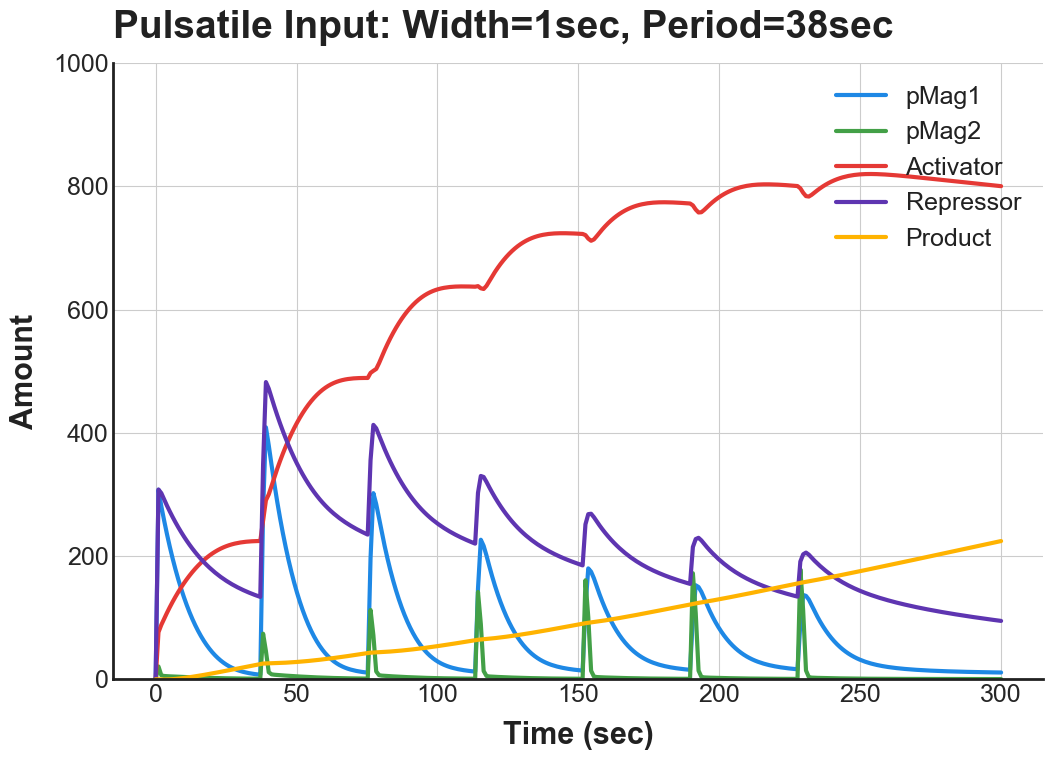 Pulsatile Input: Width=1sec, Period=38sec
1000
800
600
400
200
0
Amount
pMag1
pMag2
Activator
Repressor
Product
0 50 100 150 200 250 300
Time (sec)